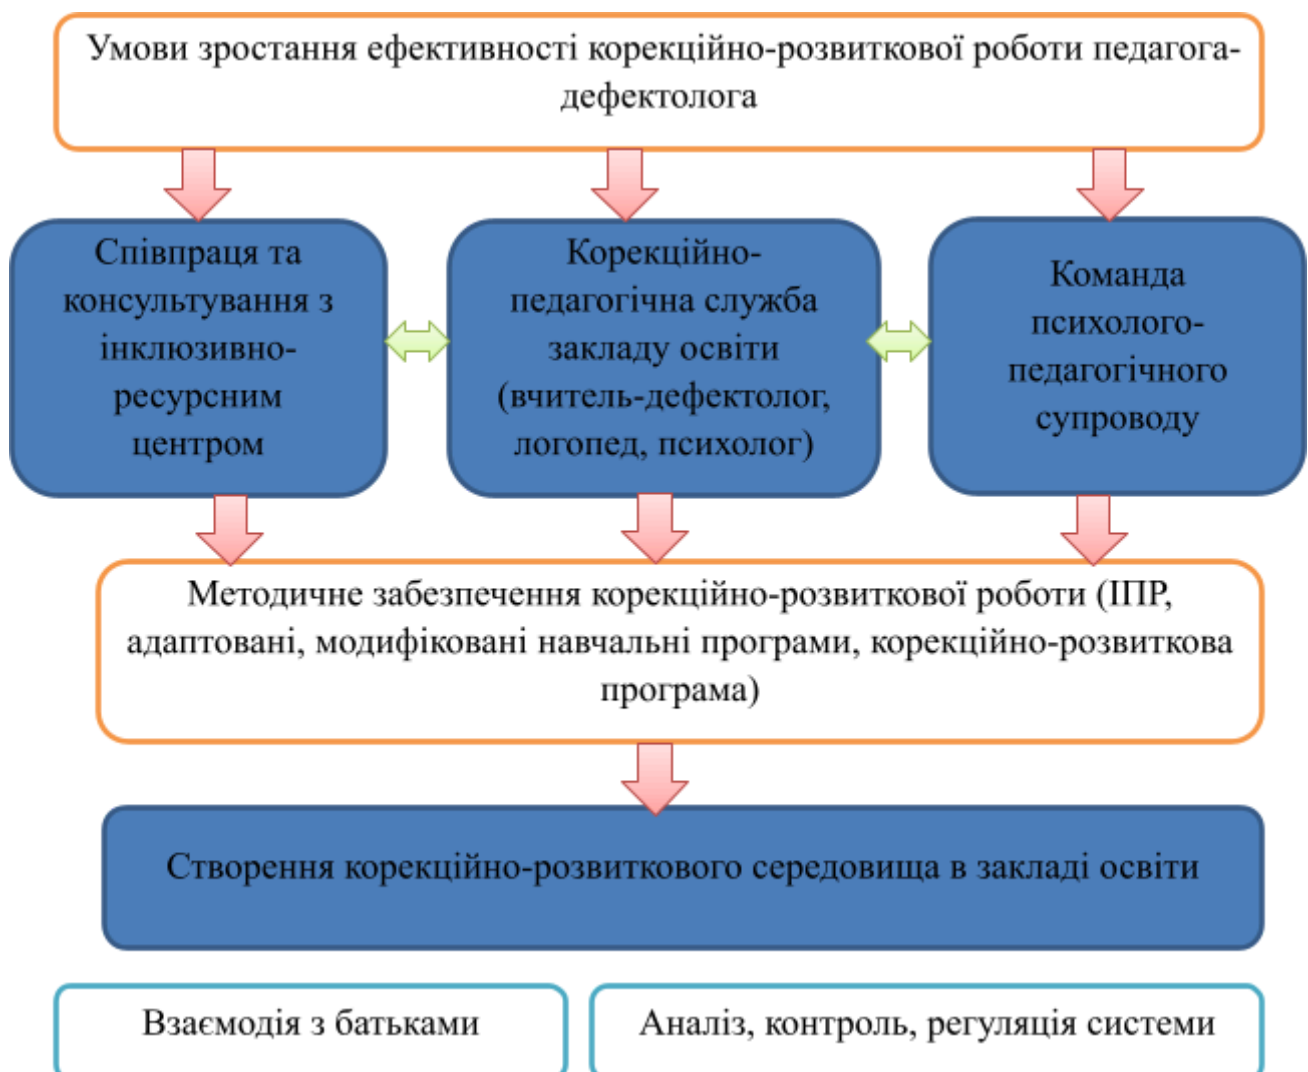 Умови зростання ефективності корекційно-розвиткової роботи педагога-
дефектолога
Співпраця та
консультування з
інклюзивно-
ресурсним
центром
Корекційно-
педагогічна служба
закладу освіти
(вчитель-дефектолог,
логопед, психолог)
Команда
психолого-
педагогічного
супроводу
Методичне забезпечення корекційно-розвиткової роботи (ІПР,
адаптовані, модифіковані навчальні програми, корекційно-розвиткова
програма)
Створення корекційно-розвиткового середовища в закладі освіти
Взаємодія з батьками
Аналіз, контроль, регуляція системи